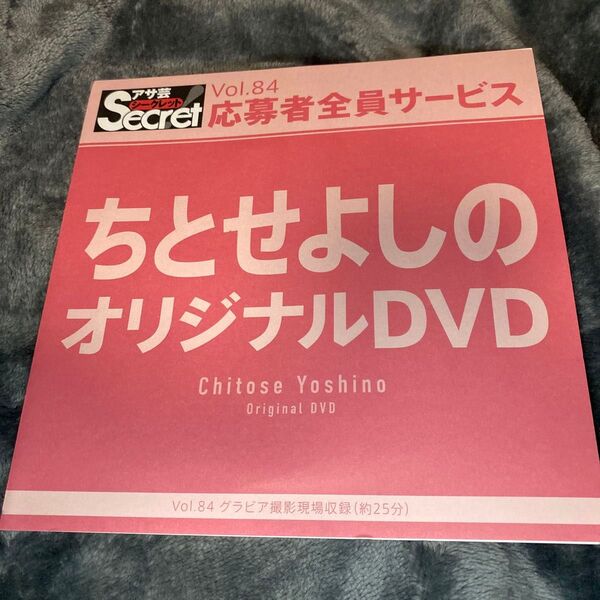 アサ芸
シークレット!
Secret
Vol.84
応募者全員サービス
ちとせよしの
オリジナルDVD
Chitose Yoshino
Original DVD
Vol.84 グラビア撮影現場収録(約25分)